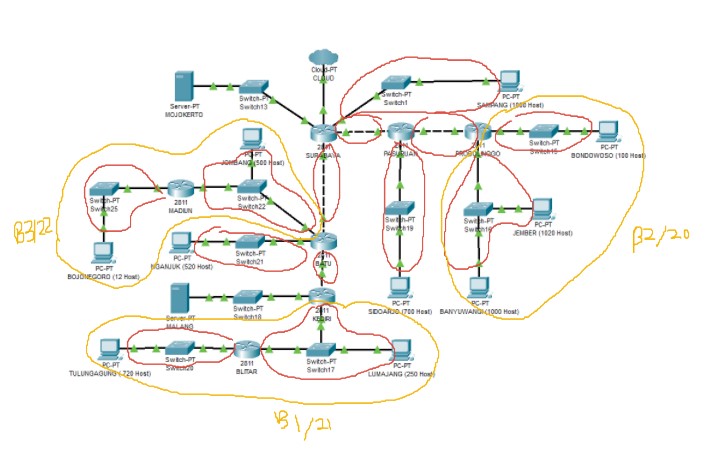 Cloud-PT
CLOUD
Server-PT
MOJOKERTO
Switch-PT
Switch13
Switch-PT
Switch1
PC-PT
SAMPANG
2811
SURABAYA
2811
PASURUAN
2811
PROBOLINGGO
Switch-PT
PC-PT
BONDOWOSO (100 Host)
PC-PT
JOMBANG (500 Host)
Switch-PT
Switch25
2811
MADIUN
Switch-PT
Switch22
B3/22
PC-PT
BOJONEGORO (12 Host)
PC-PT
NGANJUK (520 Host)
Switch-PT
Switch21
2811
BATU
Switch-PT
Switch19
Switch-PT
PC-PT
JEMBER (1020 Host)
B2/20
PC-PT
SIDOARJO (700 Host)
PC-PT
BANYUWANGI (1000 Host)
Server-PT
MALANG
Switch-PT
Switch18
2811
KEDIRI
PC-PT
TULUNGAGUNG (720 Host)
Switch-PT
2811
BLITAR
Switch-PT
Switch17
PC-PT
LUMAJANG (250 Host)
B1/21